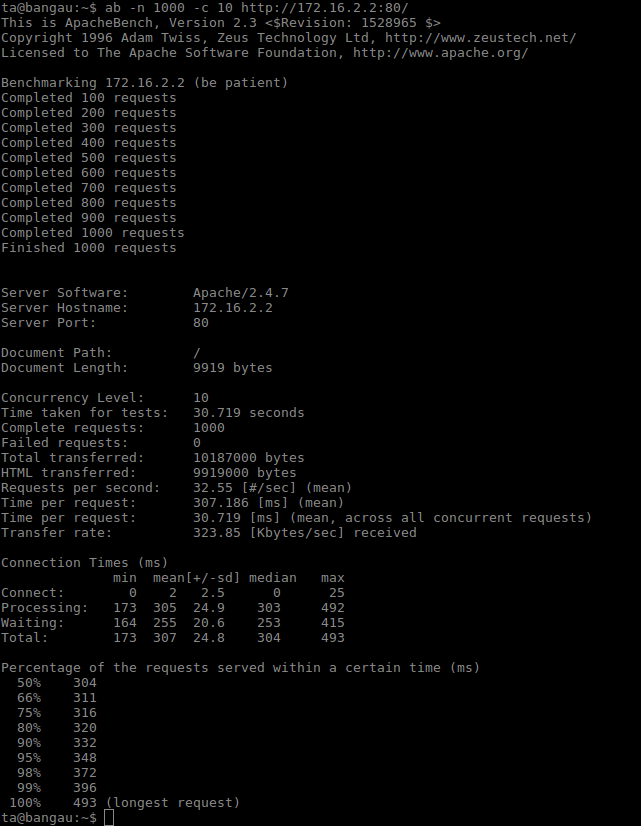 ta@bangau:~$ ab -n 1000 -c 10 http://172.16.2.2:80/
This is ApacheBench, Version 2.3 <$Revision: 1528965 $>
Copyright 1996 Adam Twiss, Zeus Technology Ltd, http://www.zeustech.net/
Licensed to The Apache Software Foundation, http://www.apache.org/

Benchmarking 172.16.2.2 (be patient)
Completed 100 requests
Completed 200 requests
Completed 300 requests
Completed 400 requests
Completed 500 requests
Completed 600 requests
Completed 700 requests
Completed 800 requests
Completed 900 requests
Completed 1000 requests
Finished 1000 requests


Server Software:        Apache/2.4.7
Server Hostname:        172.16.2.2
Server Port:            80

Document Path:          /
Document Length:        9919 bytes

Concurrency Level:      10
Time taken for tests:   30.719 seconds
Complete requests:      1000
Failed requests:        0
Total transferred:      10187000 bytes
HTML transferred:       9919000 bytes
Requests per second:    32.55 [#/sec] (mean)
Time per request:       307.186 [ms] (mean)
Time per request:       30.719 [ms] (mean, across all concurrent requests)
Transfer rate:          323.85 [Kbytes/sec] received

Connection Times (ms)
              min  mean[+/-sd] median   max
Connect:        0    2   2.5      0      25
Processing:   173  305  24.9    303     492
Waiting:      164  255  20.6    253     415
Total:        173  307  24.8    304     493

Percentage of the requests served within a certain time (ms)
  50%    304
  66%    311
  75%    316
  80%    320
  90%    332
  95%    348
  98%    372
  99%    396
 100%    493 (longest request)
ta@bangau:~$